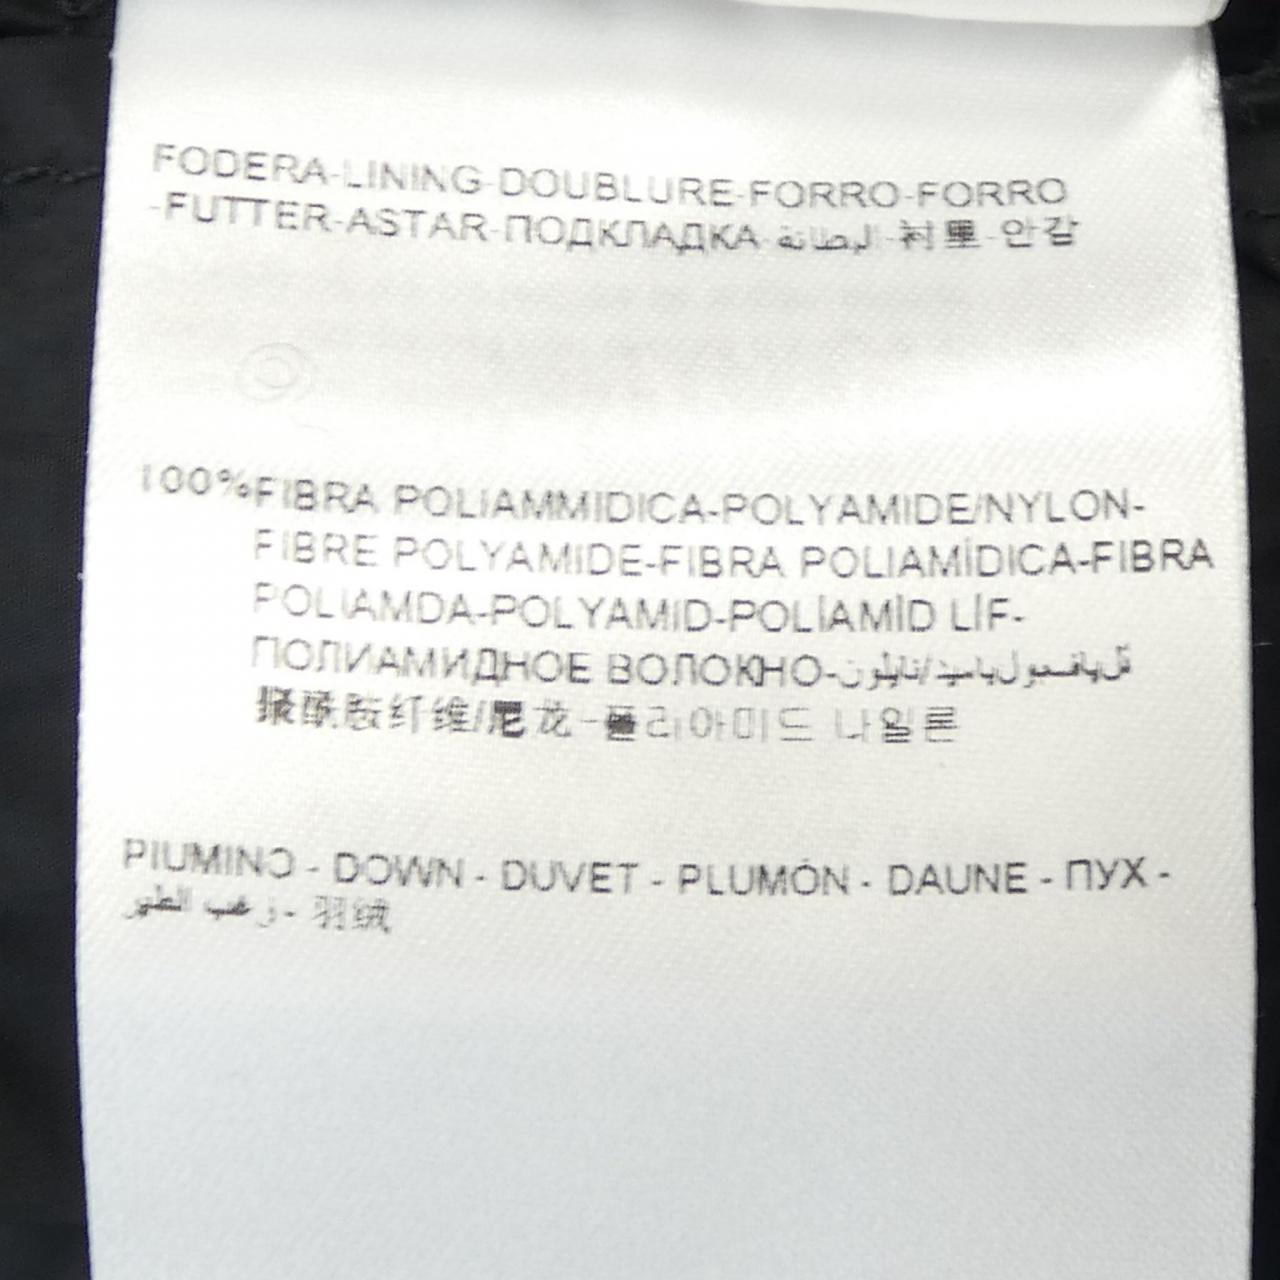 FODERA-LINING-DOUBLURE-FORRO-FORRO
-FUTTER-ASTAR-ПОДКЛАДКА-البطانة-衬里-안감
100%FIBRA POLIAMMIDICA-POLYAMIDE/NYLON-
FIBRE POLYAMIDE-FIBRA POLIAMİDICA-FIBRA
POLIAMDA-POLYAMID-POLİAMİD LİF-
ПОЛИАМИДНОЕ ВОЛОКНО-
聚酰胺纤维/尼龙-폴리아미드 나일론
PIUMINO - DOWN - DUVET - PLUMÓN - DAUNE - ПУХ -
زغب الطير - 羽绒